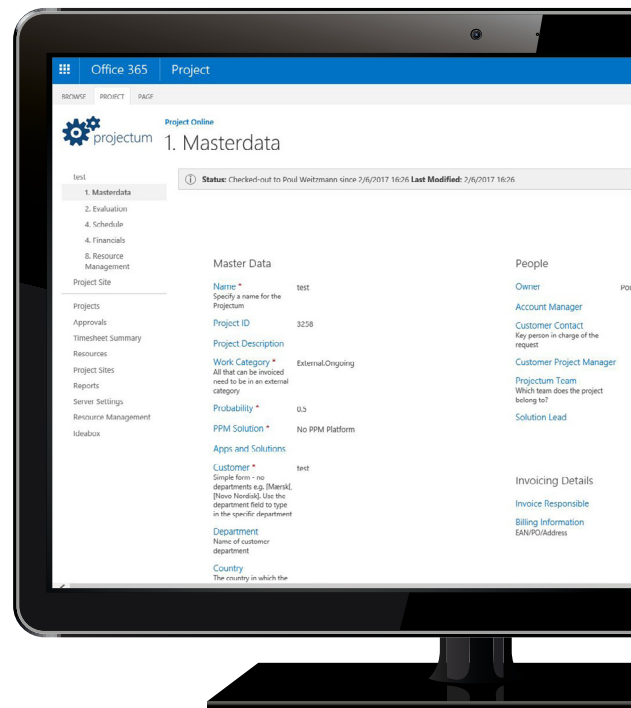 Office 365
Project
BROWSE PROJECT PAGE
projectum
Project Online
1. Masterdata
test
1. Masterdata
2. Evaluation
4. Schedule
4. Financials
8. Resource
Management
Project Site
Projects
Approvals
Timesheet Summary
Resources
Project Sites
Reports
Server Settings
Resource Management
Ideabox
Status: Checked-out to Poul Weitzmann since 2/6/2017 16:26 Last Modified: 2/6/2017 16:26
Master Data
Name * test
Specify a name for the
Projectum
Project ID 3258
Project Description
Work Category * External.Ongoing
All that can be invoiced
need to be in an external
category
Probability * 0.5
PPM Solution * No PPM Platform
Apps and Solutions
Customer * test
Simple form - no
departments e.g. [Mærsk],
[Novo Nordisk]. Use the
department field to type
in the specific department
Department
Name of customer
department
Country
The country in which the
People
Owner Pou
Account Manager
Customer Contact
Key person in charge of the
request
Customer Project Manager
Projectum Team
Which team does the project
belong to?
Solution Lead
Invoicing Details
Invoice Responsible
Billing Information
EAN/PO/Address